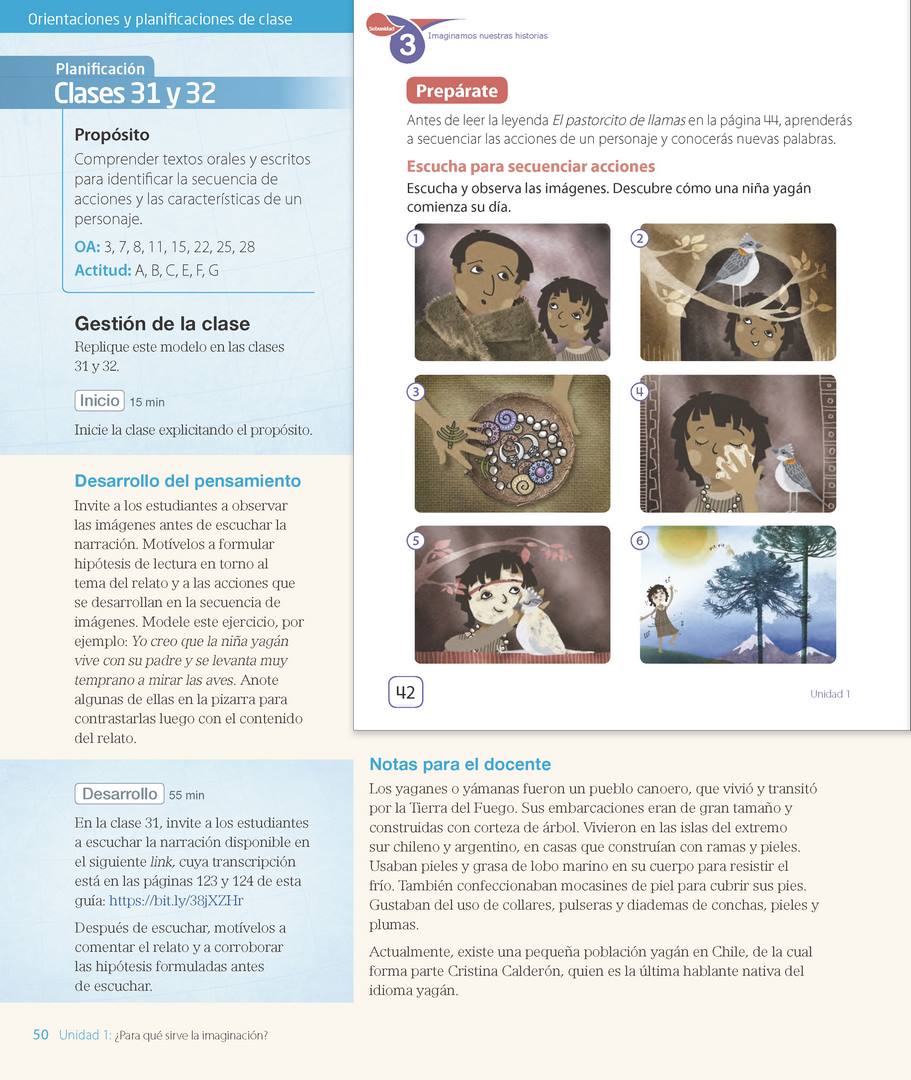 Orientaciones y planificaciones de clase
Planificación
Clases 31 y 32
Propósito
Comprender textos orales y escritos
para identificar la secuencia de
acciones y las características de un
personaje.
OA: 3, 7, 8, 11, 15, 22, 25, 28
Actitud: A, B, C, E, F, G
Gestión de la clase
Replique este modelo en las clases
31 y 32.
Inicio 15 min
Inicie la clase explicitando el propósito.
Desarrollo del pensamiento
Invite a los estudiantes a observar
las imágenes antes de escuchar la
narración. Motívelos a formular
hipótesis de lectura en torno al
tema del relato y a las acciones que
se desarrollan en la secuencia de
imágenes. Modele este ejercicio, por
ejemplo: Yo creo que la niña yagán
vive con su padre y se levanta muy
temprano a mirar las aves. Anote
algunas de ellas en la pizarra para
contrastarlas luego con el contenido
del relato.
Desarrollo 55 min
En la clase 31, invite a los estudiantes
a escuchar la narración disponible en
el siguiente link, cuya transcripción
está en las páginas 123 y 124 de esta
guía: https://bit.ly/38jXZHr
Después de escuchar, motívelos a
comentar el relato y a corroborar
las hipótesis formuladas antes
de escuchar.
Subunidad
3
Imaginamos nuestras historias
Prepárate
Antes de leer la leyenda El pastorcito de llamas en la página 44, aprenderás
a secuenciar las acciones de un personaje y conocerás nuevas palabras.
Escucha para secuenciar acciones
Escucha y observa las imágenes. Descubre cómo una niña yagán
comienza su día.
1
2
3
4
5
6
42
Unidad 1
Notas para el docente
Los yaganes o yámanas fueron un pueblo canoero, que vivió y transitó
por la Tierra del Fuego. Sus embarcaciones eran de gran tamaño y
construidas con corteza de árbol. Vivieron en las islas del extremo
sur chileno y argentino, en casas que construían con ramas y pieles.
Usaban pieles y grasa de lobo marino en su cuerpo para resistir el
frío. También confeccionaban mocasines de piel para cubrir sus pies.
Gustaban del uso de collares, pulseras y diademas de conchas, pieles y
plumas.
Actualmente, existe una pequeña población yagán en Chile, de la cual
forma parte Cristina Calderón, quien es la última hablante nativa del
idioma yagán.
50 Unidad 1: ¿Para qué sirve la imaginación?